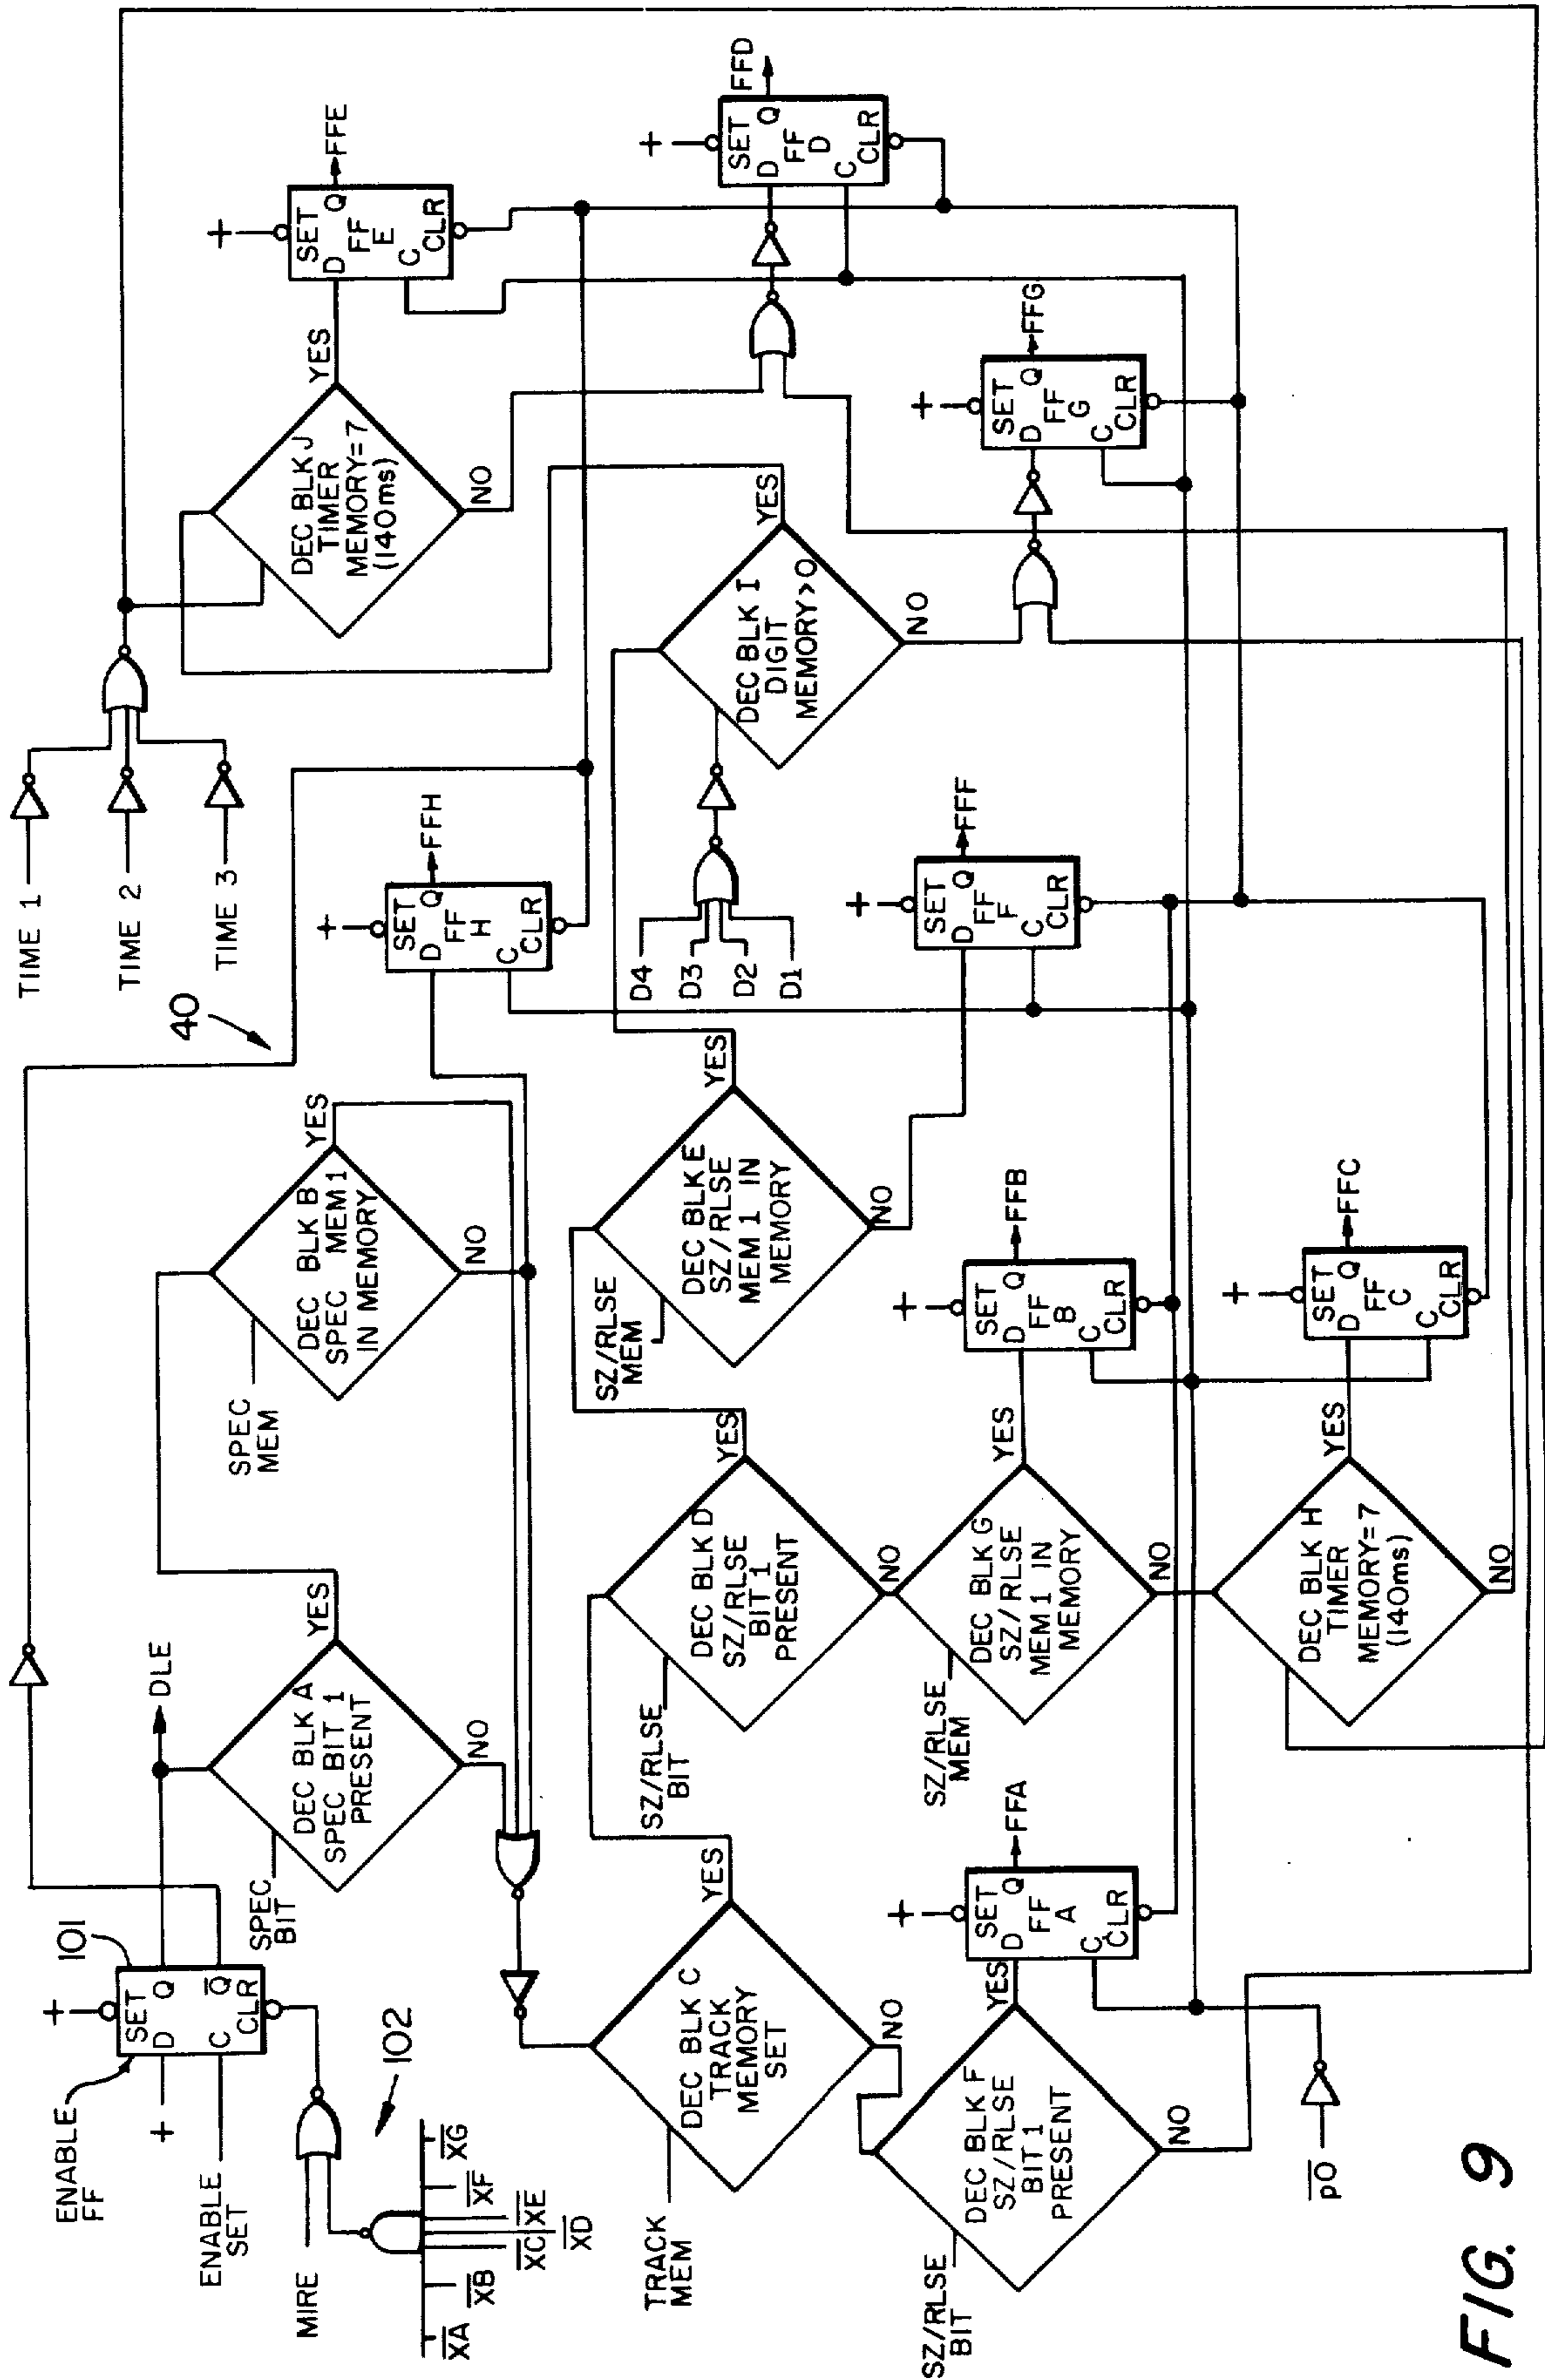 ENABLE
FF
101
+
SET
D Q
C Q̅
CLR
+
ENABLE
SET
MIRE
102
X̅A̅
X̅B̅
X̅C̅
X̅D̅
X̅E̅
X̅F̅
X̅G̅
DLE
SPEC
BIT
DEC BLK A
SPEC BIT 1
PRESENT
YES
NO
SPEC
MEM
DEC BLK B
SPEC MEM 1
IN MEMORY
YES
NO
40
TIME 1
TIME 2
TIME 3
+
SET
D Q
FF
H
C
CLR
FFH
DEC BLK J
TIMER
MEMORY=7
(140ms)
YES
NO
+
SET
D Q
FF
E
C
CLR
FFE
TRACK
MEM
DEC BLK C
TRACK
MEMORY
SET
YES
NO
SZ/RLSE
BIT
DEC BLK D
SZ/RLSE
BIT 1
PRESENT
YES
NO
SZ/RLSE
MEM
DEC BLK E
SZ/RLSE
MEM 1 IN
MEMORY
YES
NO
D4
D3
D2
D1
DEC BLK I
DIGIT
MEMORY>0
YES
NO
+
SET
D Q
FF
D
C
CLR
FFD
SZ/RLSE
BIT
DEC BLK F
SZ/RLSE
BIT 1
PRESENT
YES
NO
+
SET
D Q
FF
A
C
CLR
FFA
SZ/RLSE
MEM
DEC BLK G
SZ/RLSE
MEM 1 IN
MEMORY
YES
NO
+
SET
D Q
FF
B
C
CLR
FFB
+
SET
D Q
FF
F
C
CLR
FFF
+
SET
D Q
FF
G
C
CLR
FFG
p̅0̅
DEC BLK H
TIMER
MEMORY=7
(140ms)
YES
NO
+
SET
D Q
FF
C
C
CLR
FFC
FIG. 9